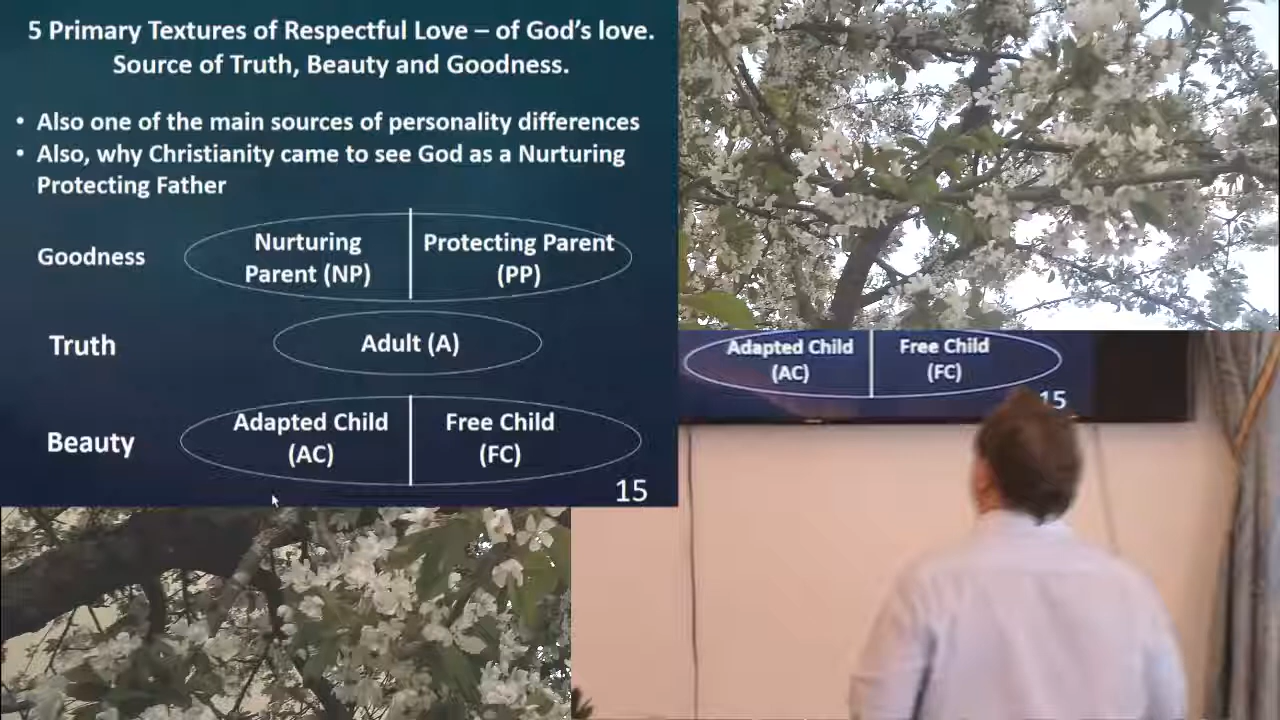 5 Primary Textures of Respectful Love – of God's love.
Source of Truth, Beauty and Goodness.
• Also one of the main sources of personality differences
• Also, why Christianity came to see God as a Nurturing
Protecting Father
Goodness
Nurturing
Parent (NP)
Protecting Parent
(PP)
Truth
Adult (A)
Beauty
Adapted Child
(AC)
Free Child
(FC)
15
Adapted Child
(AC)
Free Child
(FC)
15